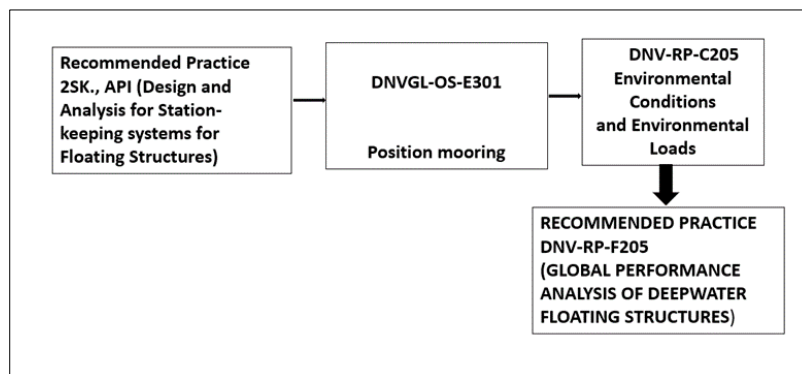 Recommended Practice
2SK., API (Design and
Analysis for Station-
keeping systems for
Floating Structures)
DNVGL-OS-E301
Position mooring
DNV-RP-C205
Environmental
Conditions
and Environmental
Loads
RECOMMENDED PRACTICE
DNV-RP-F205
(GLOBAL PERFORMANCE
ANALYSIS OF DEEPWATER
FLOATING STRUCTURES)